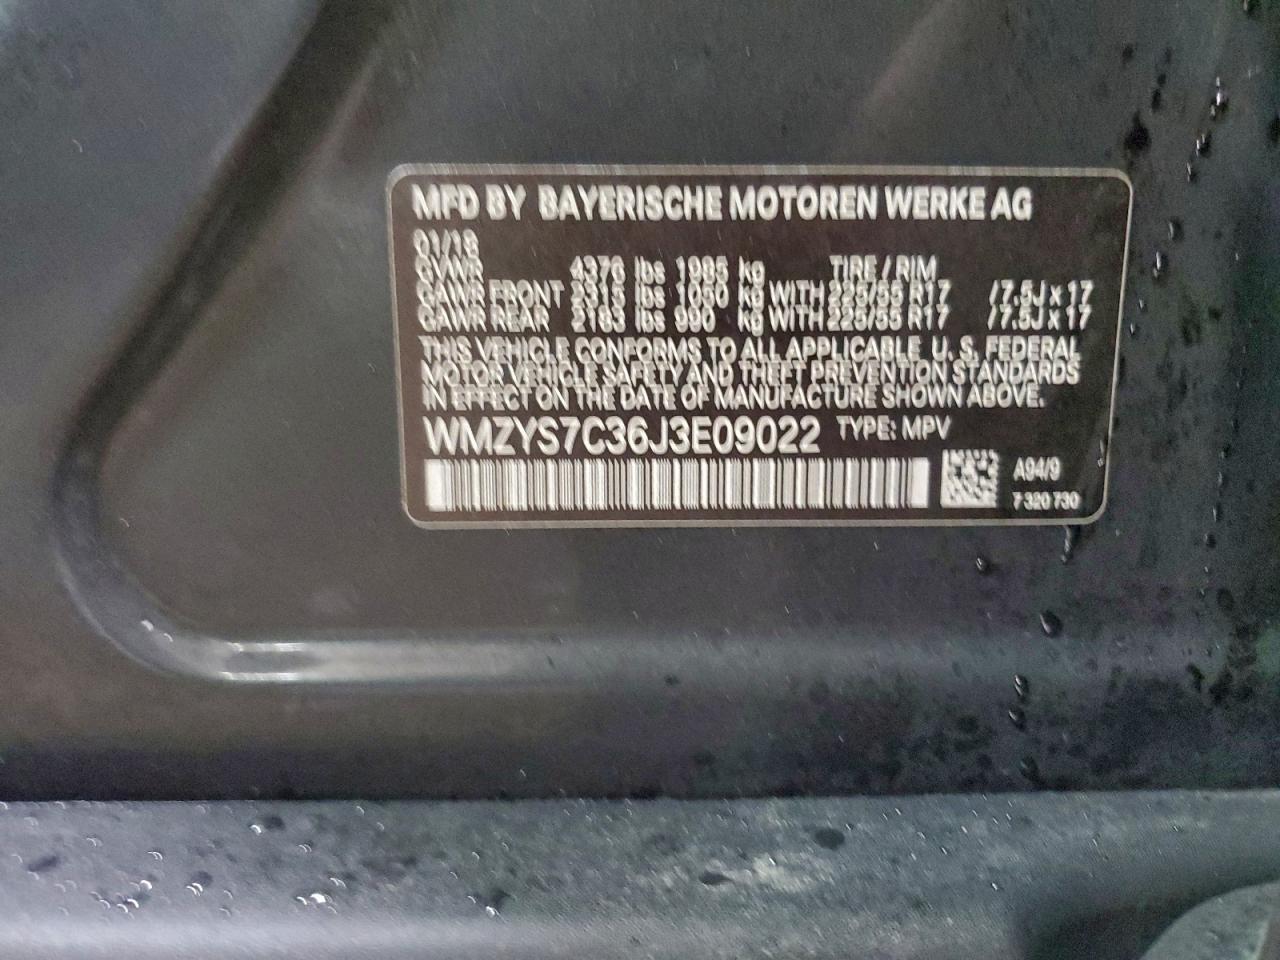 MFD BY BAYERISCHE MOTOREN WERKE AG
01/18
GVWR 4376 lbs 1985 kg TIRE / RIM
GAWR FRONT 2315 lbs 1050 kg WITH 225/55 R17 /7.5J x 17
GAWR REAR 2183 lbs 990 kg WITH 225/55 R17 /7.5J x 17
THIS VEHICLE CONFORMS TO ALL APPLICABLE U. S. FEDERAL
MOTOR VEHICLE SAFETY AND THEFT PREVENTION STANDARDS
IN EFFECT ON THE DATE OF MANUFACTURE SHOWN ABOVE.
WMZYS7C36J3E09022 TYPE: MPV
A94/9
7 320 730